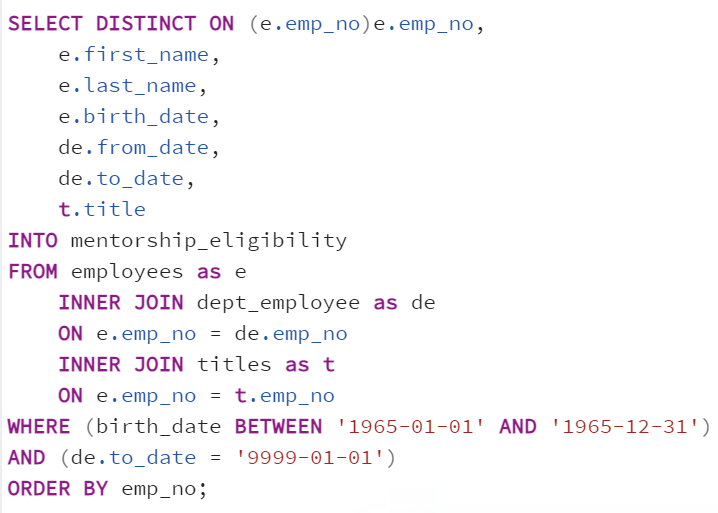 SELECT DISTINCT ON (e.emp_no)e.emp_no,
    e.first_name,
    e.last_name,
    e.birth_date,
    de.from_date,
    de.to_date,
    t.title
INTO mentorship_eligibility
FROM employees as e
    INNER JOIN dept_employee as de
    ON e.emp_no = de.emp_no
    INNER JOIN titles as t
    ON e.emp_no = t.emp_no
WHERE (birth_date BETWEEN '1965-01-01' AND '1965-12-31')
AND (de.to_date = '9999-01-01')
ORDER BY emp_no;